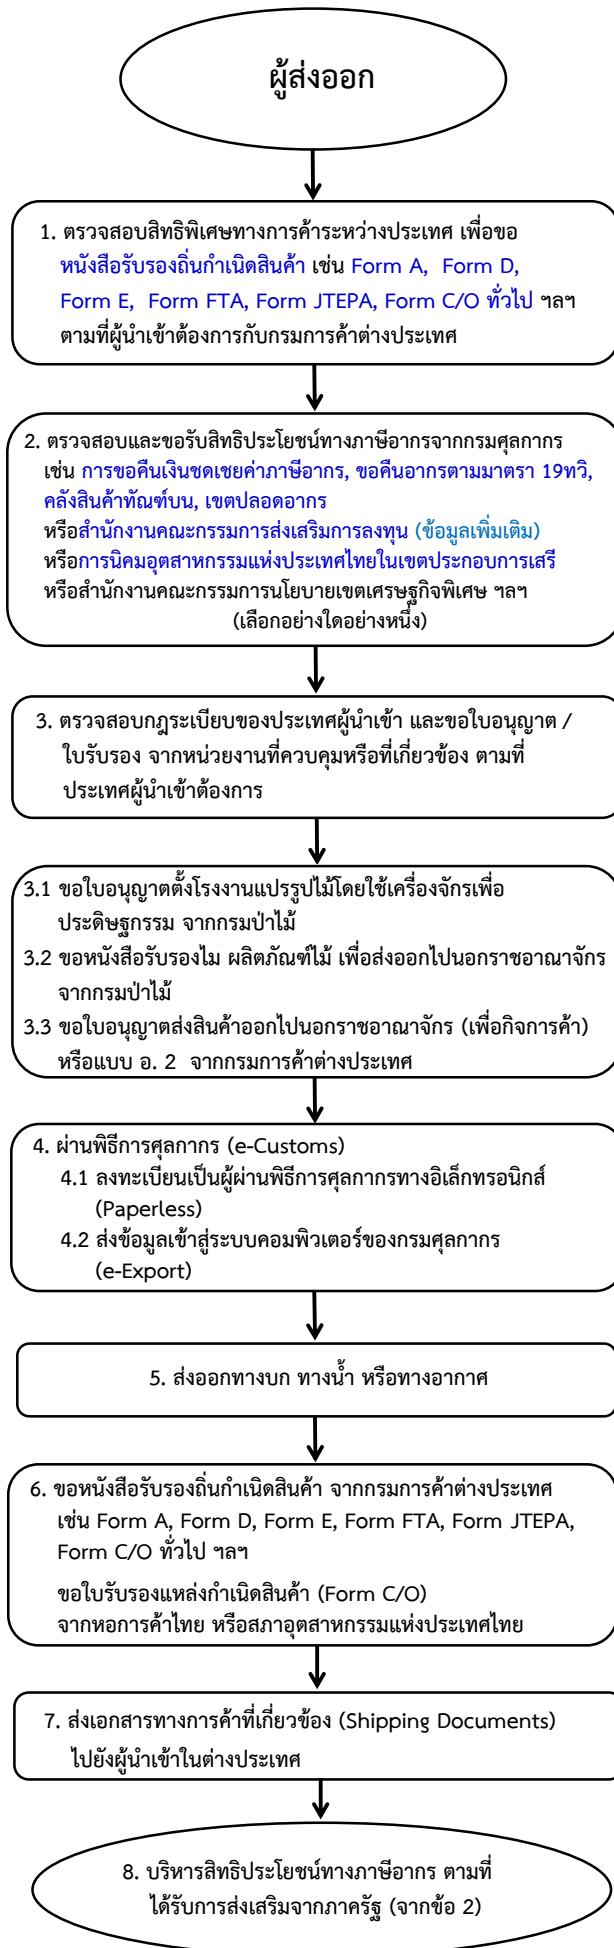 ผู้ส่งออก
1. ตรวจสอบสิทธิพิเศษทางการค้าระหว่างประเทศ เพื่อขอ
หนังสือรับรองถิ่นกำเนิดสินค้า เช่น Form A, Form D,
Form E, Form FTA, Form JTEPA, Form C/O ทั่วไป ฯลฯ
ตามที่ผู้นำเข้าต้องการกับกรมการค้าต่างประเทศ
2. ตรวจสอบและขอรับสิทธิประโยชน์ทางภาษีอากรจากกรมศุลกากร
เช่น การขอคืนเงินชดเชยค่าภาษีอากร, ขอคืนอากรตามมาตรา 19ทวิ,
คลังสินค้าทัณฑ์บน, เขตปลอดอากร
หรือสำนักงานคณะกรรมการส่งเสริมการลงทุน (ข้อมูลเพิ่มเติม)
หรือการนิคมอุตสาหกรรมแห่งประเทศไทยในเขตประกอบการเสรี
หรือสำนักงานคณะกรรมการนโยบายเขตเศรษฐกิจพิเศษ ฯลฯ
(เลือกอย่างใดอย่างหนึ่ง)
3. ตรวจสอบกฎระเบียบของประเทศผู้นำเข้า และขอใบอนุญาต /
ใบรับรอง จากหน่วยงานที่ควบคุมหรือที่เกี่ยวข้อง ตามที่
ประเทศผู้นำเข้าต้องการ
3.1 ขอใบอนุญาตตั้งโรงงานแปรรูปไม้โดยใช้เครื่องจักรเพื่อ
ประดิษฐกรรม จากกรมป่าไม้
3.2 ขอหนังสือรับรองไม ผลิตภัณฑ์ไม้ เพื่อส่งออกไปนอกราชอาณาจักร
จากกรมป่าไม้
3.3 ขอใบอนุญาตส่งสินค้าออกไปนอกราชอาณาจักร (เพื่อกิจการค้า)
หรือแบบ อ. 2 จากกรมการค้าต่างประเทศ
4. ผ่านพิธีการศุลกากร (e-Customs)
4.1 ลงทะเบียนเป็นผู้ผ่านพิธีการศุลกากรทางอิเล็กทรอนิกส์
(Paperless)
4.2 ส่งข้อมูลเข้าสู่ระบบคอมพิวเตอร์ของกรมศุลกากร
(e-Export)
5. ส่งออกทางบก ทางน้ำ หรือทางอากาศ
6. ขอหนังสือรับรองถิ่นกำเนิดสินค้า จากกรมการค้าต่างประเทศ
เช่น Form A, Form D, Form E, Form FTA, Form JTEPA,
Form C/O ทั่วไป ฯลฯ
ขอใบรับรองแหล่งกำเนิดสินค้า (Form C/O)
จากหอการค้าไทย หรือสภาอุตสาหกรรมแห่งประเทศไทย
7. ส่งเอกสารทางการค้าที่เกี่ยวข้อง (Shipping Documents)
ไปยังผู้นำเข้าในต่างประเทศ
8. บริหารสิทธิประโยชน์ทางภาษีอากร ตามที่
ได้รับการส่งเสริมจากภาครัฐ (จากข้อ 2)